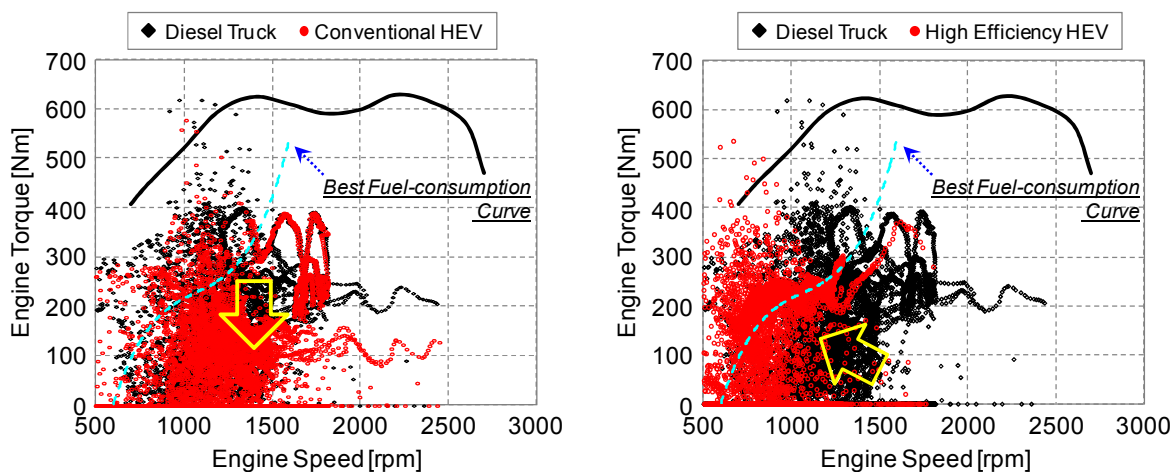 Diesel Truck Conventional HEV
700
600
500
400
300
200
100
0
Engine Torque [Nm]
Best Fuel-consumption
Curve
500 1000 1500 2000 2500 3000
Engine Speed [rpm]
Diesel Truck High Efficiency HEV
700
600
500
400
300
200
100
0
Engine Torque [Nm]
Best Fuel-consumption
Curve
500 1000 1500 2000 2500 3000
Engine Speed [rpm]